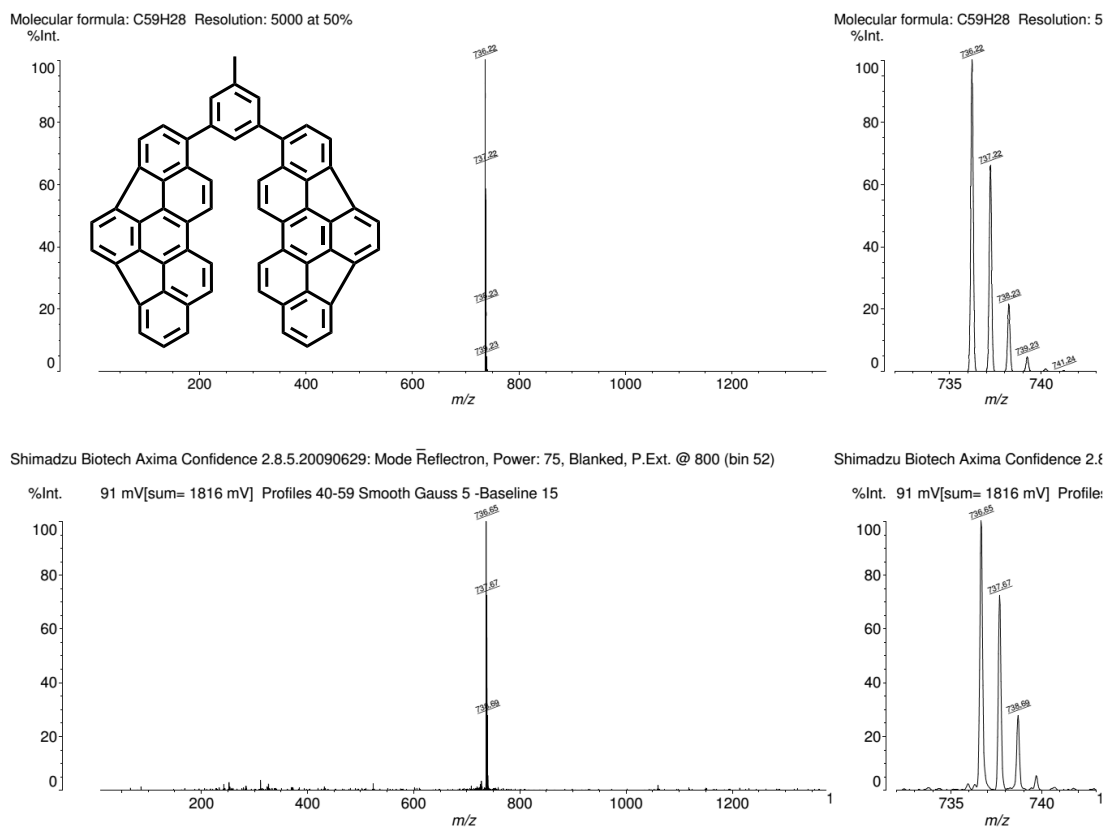 Molecular formula: C59H28 Resolution: 5000 at 50%
%Int.
736.22
100
80
737.22
60
40
738.23
20
739.23
0
200 400 600 800 1000 1200
m/z
Molecular formula: C59H28 Resolution: 5
%Int.
736.22
100
80
737.22
60
40
738.23
20
739.23
741.24
0
735 740
m/z
Shimadzu Biotech Axima Confidence 2.8.5.20090629: Mode Reflectron, Power: 75, Blanked, P.Ext. @ 800 (bin 52)
%Int. 91 mV[sum= 1816 mV] Profiles 40-59 Smooth Gauss 5 -Baseline 15
736.65
100
80
737.67
60
40
738.69
20
0
200 400 600 800 1000 1200 1
m/z
Shimadzu Biotech Axima Confidence 2.8
%Int. 91 mV[sum= 1816 mV] Profiles
736.65
100
80
737.67
60
40
738.69
20
0
735 740 1
m/z